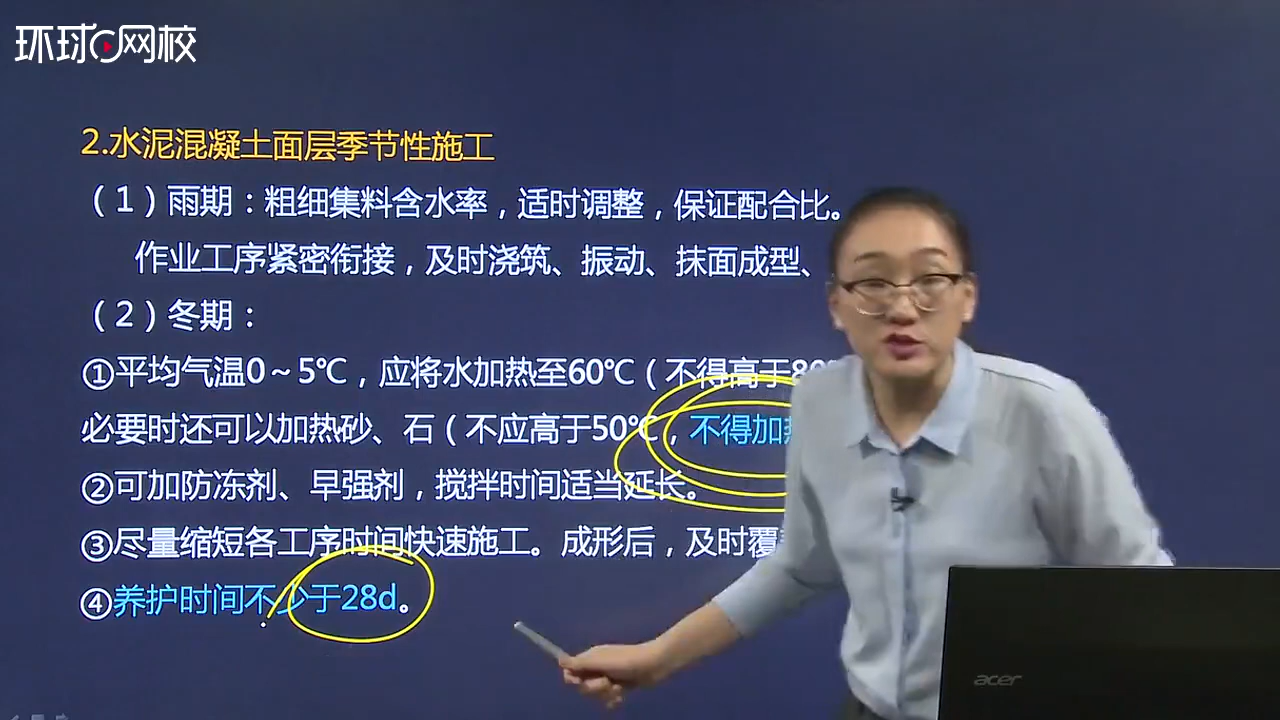 环球网校
2.水泥混凝土面层季节性施工
（1）雨期：粗细集料含水率，适时调整，保证配合比。
作业工序紧密衔接，及时浇筑、振动、抹面成型、
（2）冬期：
①平均气温0～5℃，应将水加热至60℃（不得高于80
必要时还可以加热砂、石（不应高于50℃，不得加热
②可加防冻剂、早强剂，搅拌时间适当延长。
③尽量缩短各工序时间快速施工。成形后，及时覆
④养护时间不少于28d。
acer